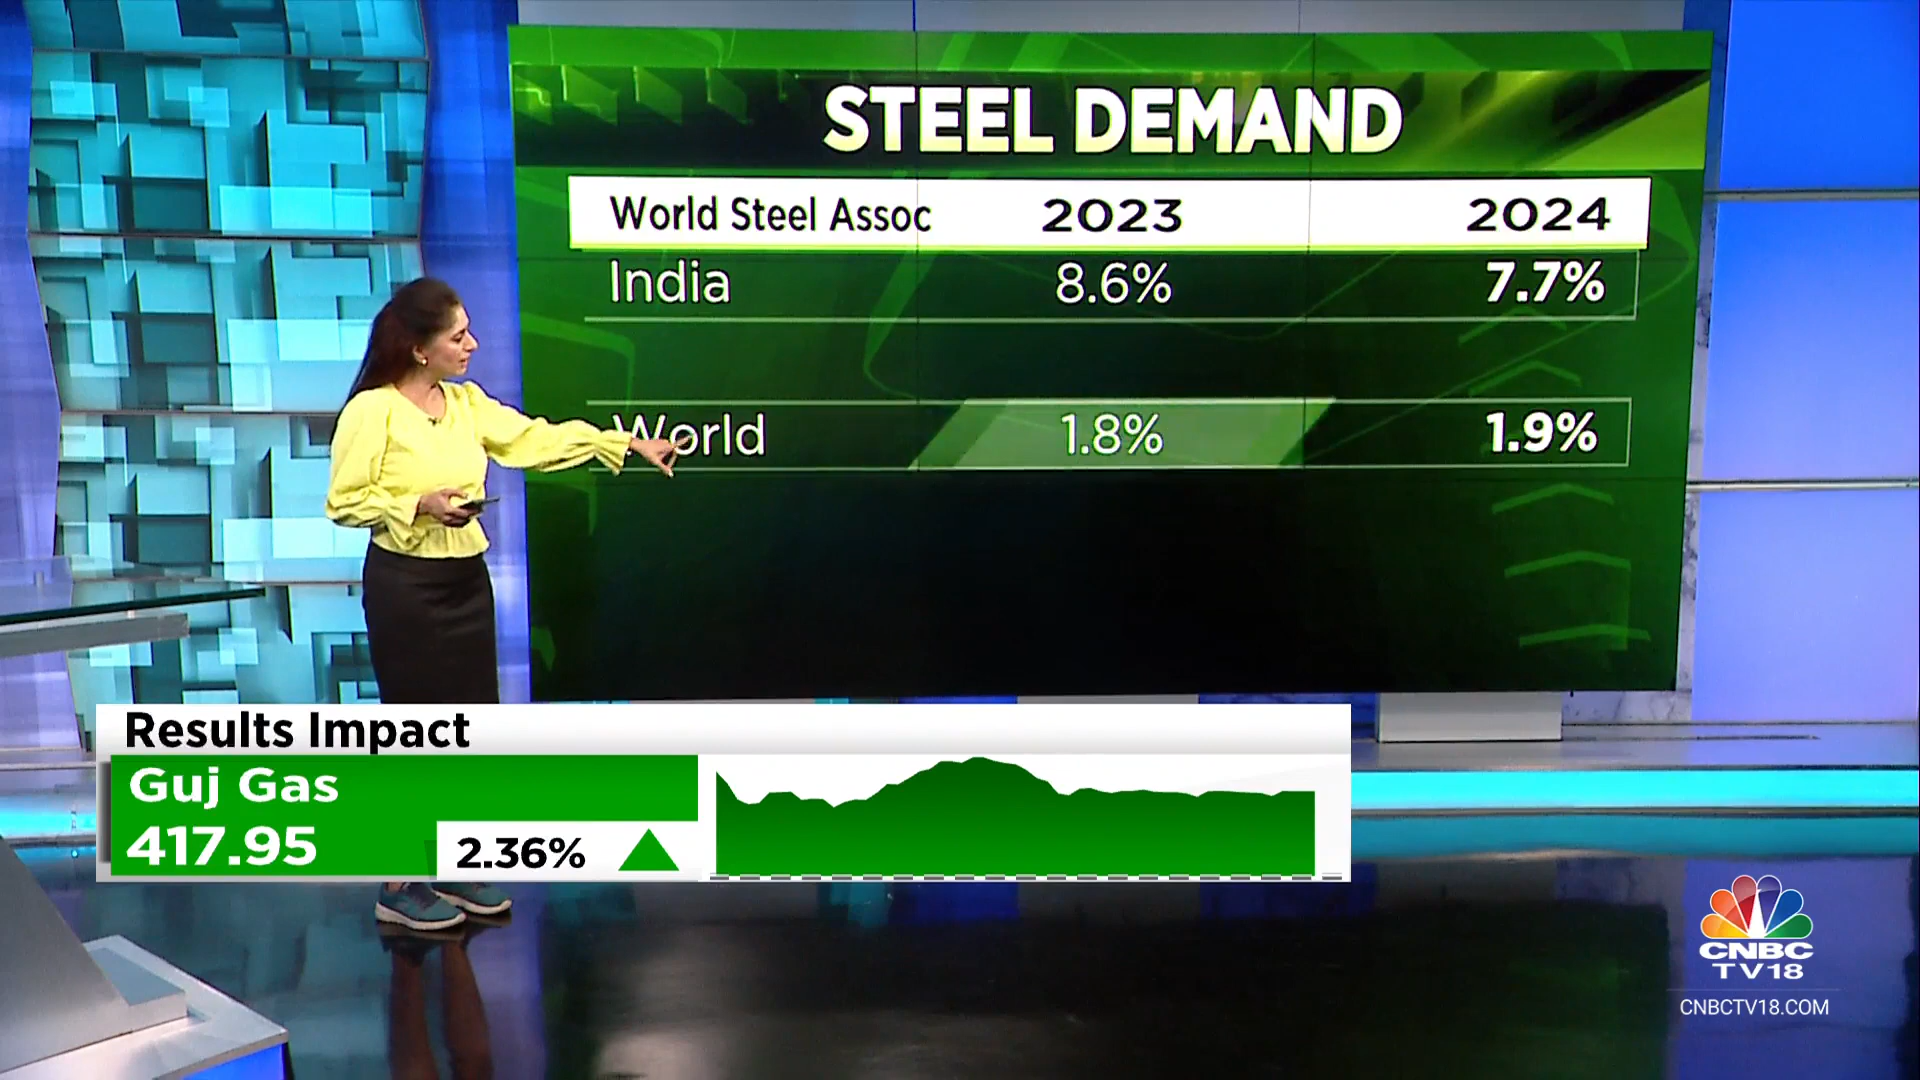 STEEL DEMAND
World Steel Assoc 2023 2024
India 8.6% 7.7%
World 1.8% 1.9%
Results Impact
Guj Gas
417.95
2.36%
CNBC
TV18
CNBCTV18.COM